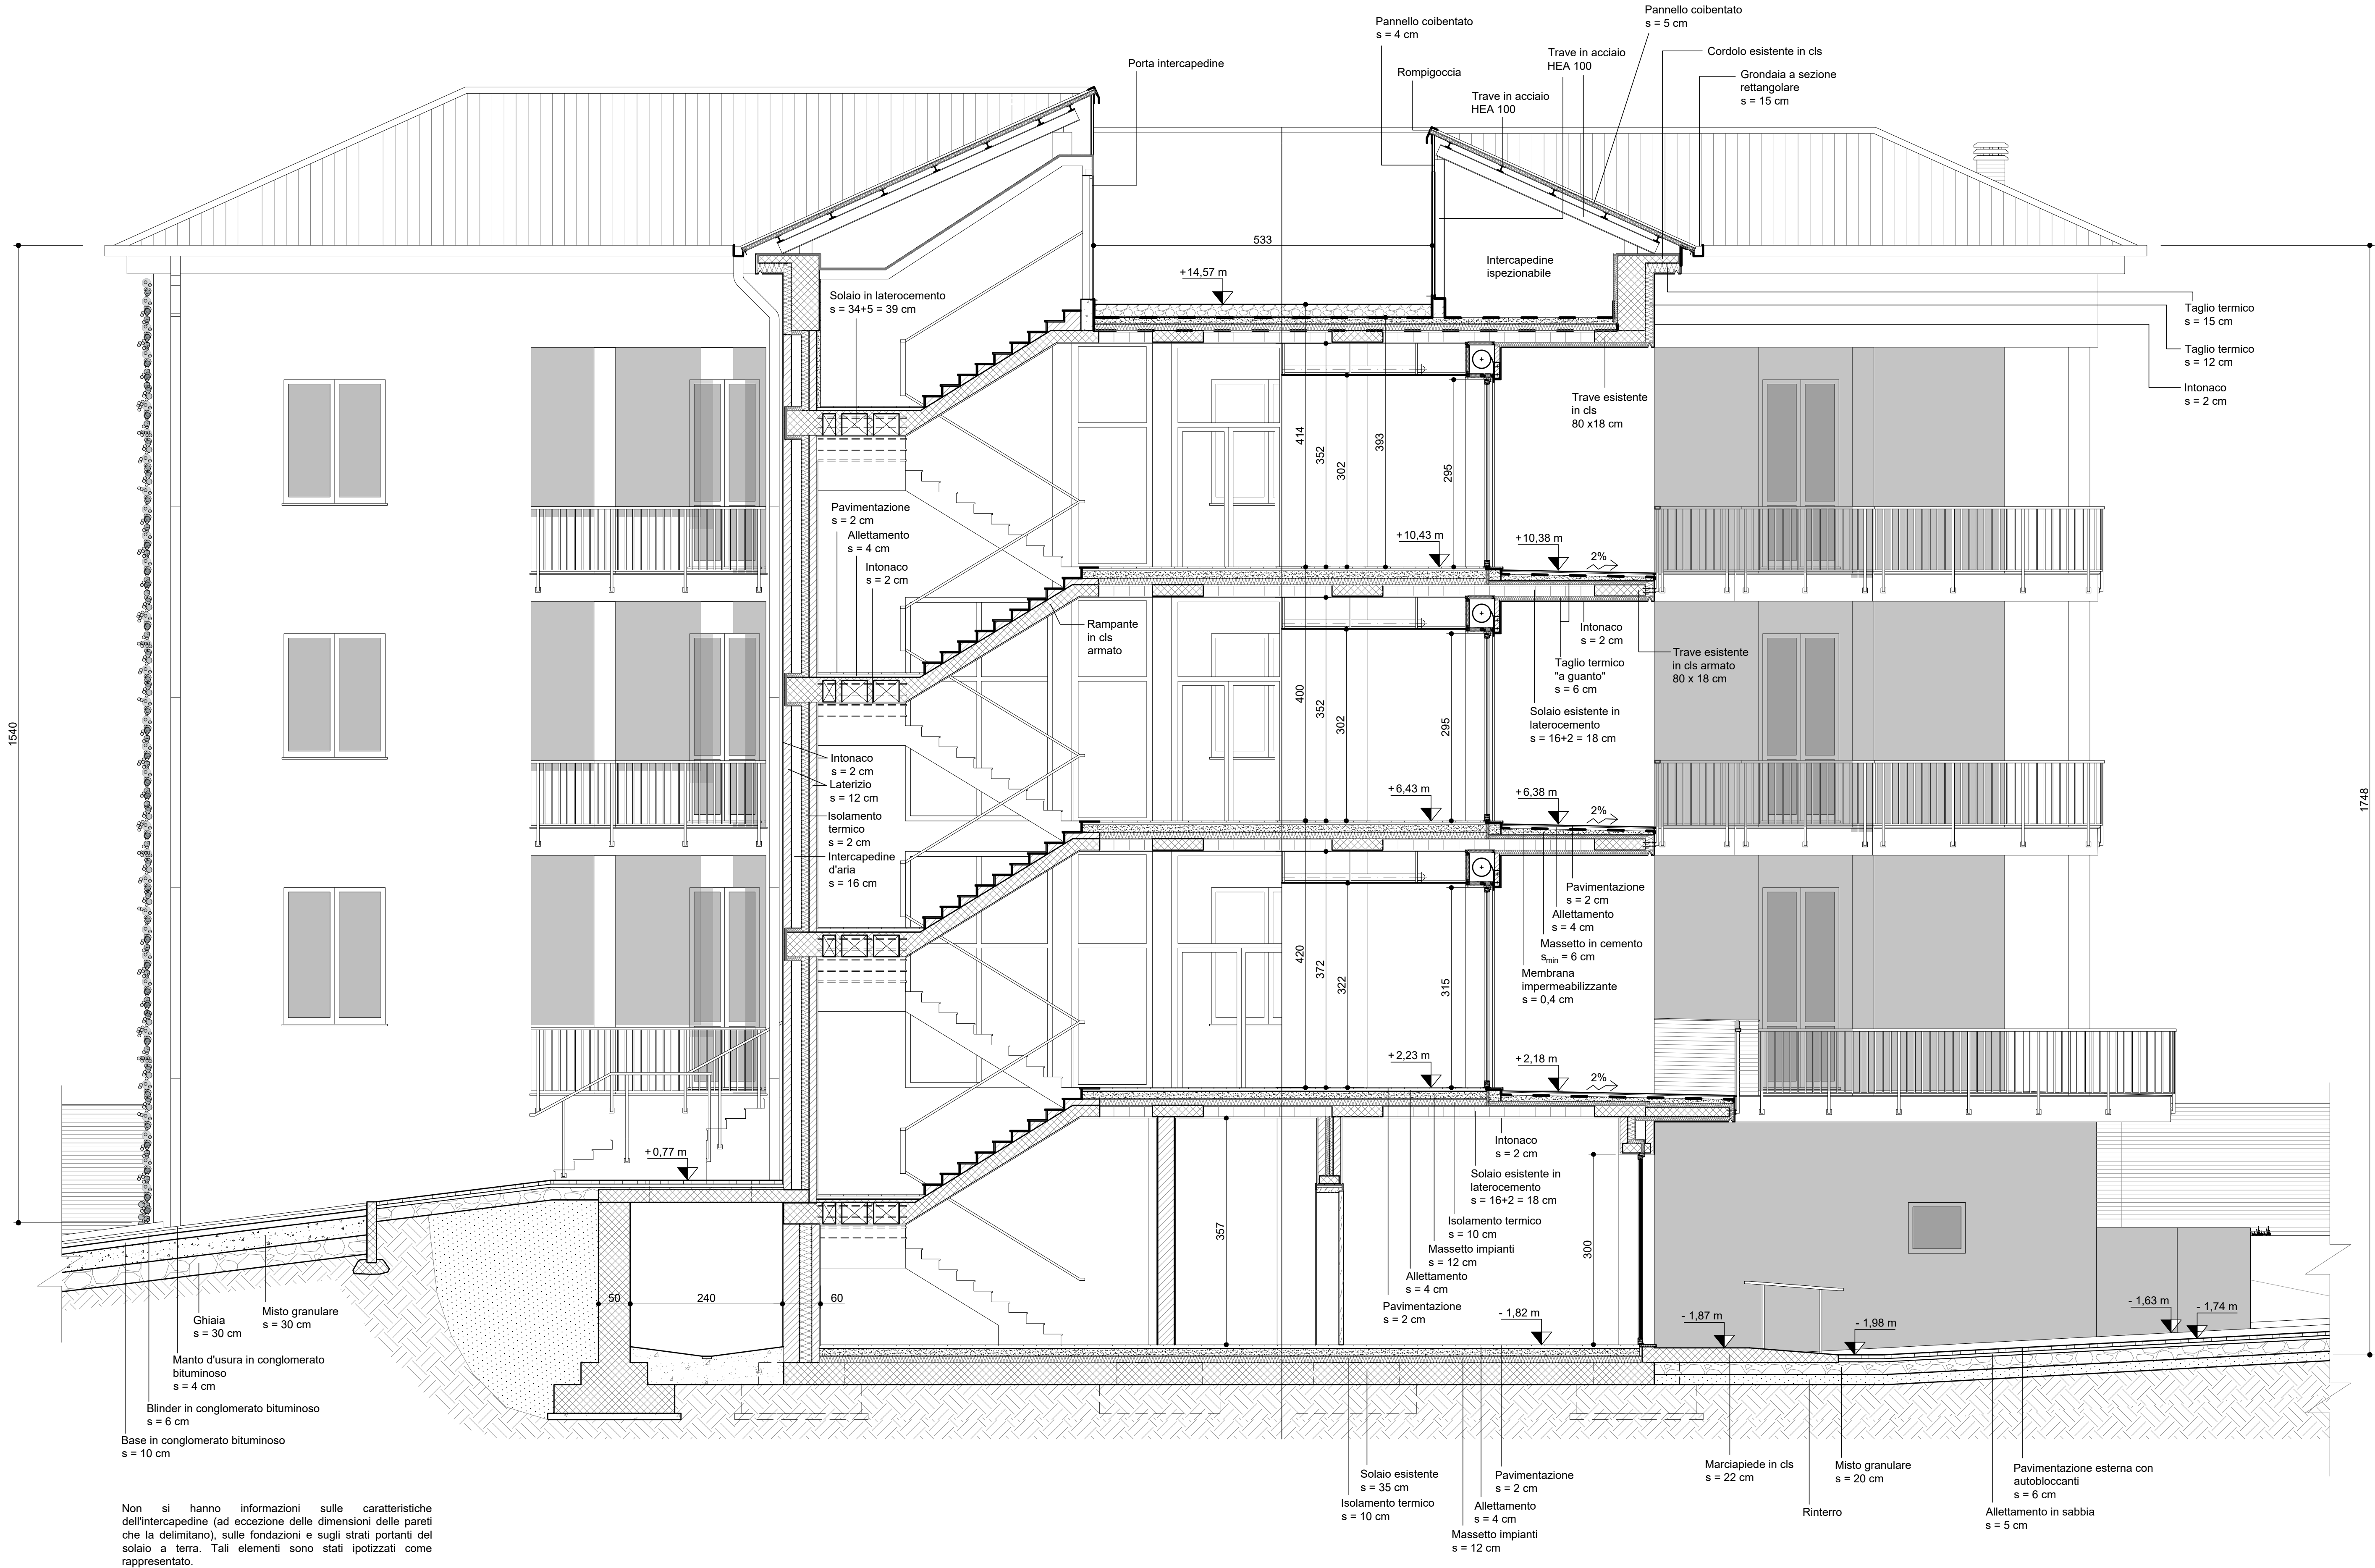 Pannello coibentato
s = 5 cm
Pannello coibentato
s = 4 cm
Cordolo esistente in cls
Trave in acciaio
HEA 100
Porta intercapedine
Rompigoccia
Grondaia a sezione
rettangolare
s = 15 cm
Trave in acciaio
HEA 100
533
Intercapedine
ispezionabile
+14,57 m
Solaio in laterocemento
s = 34+5 = 39 cm
Taglio termico
s = 15 cm
Taglio termico
s = 12 cm
Intonaco
s = 2 cm
Trave esistente
in cls
80 x18 cm
414
352
302
393
295
Pavimentazione
s = 2 cm
Allettamento
s = 4 cm
Intonaco
s = 2 cm
+10,43 m
+10,38 m
2%
Rampante
in cls
armato
Intonaco
s = 2 cm
Taglio termico
"a guanto"
s = 6 cm
Trave esistente
in cls armato
80 x 18 cm
Solaio esistente in
laterocemento
s = 16+2 = 18 cm
400
352
302
295
1540
1748
Intonaco
s = 2 cm
Laterizio
s = 12 cm
Isolamento
termico
s = 2 cm
Intercapedine
d'aria
s = 16 cm
+6,43 m
+6,38 m
2%
Pavimentazione
s = 2 cm
Allettamento
s = 4 cm
Massetto in cemento
smin = 6 cm
Membrana
impermeabilizzante
s = 0,4 cm
420
372
322
315
+2,23 m
+2,18 m
2%
+0,77 m
Intonaco
s = 2 cm
Solaio esistente in
laterocemento
s = 16+2 = 18 cm
Isolamento termico
s = 10 cm
Massetto impianti
s = 12 cm
Allettamento
s = 4 cm
Pavimentazione
s = 2 cm
357
300
50
240
60
- 1,82 m
- 1,87 m
- 1,98 m
- 1,63 m
- 1,74 m
Misto granulare
s = 30 cm
Ghiaia
s = 30 cm
Manto d'usura in conglomerato
bituminoso
s = 4 cm
Blinder in conglomerato bituminoso
s = 6 cm
Base in conglomerato bituminoso
s = 10 cm
Solaio esistente
s = 35 cm
Isolamento termico
s = 10 cm
Pavimentazione
s = 2 cm
Allettamento
s = 4 cm
Massetto impianti
s = 12 cm
Marciapiede in cls
s = 22 cm
Misto granulare
s = 20 cm
Rinterro
Pavimentazione esterna con
autobloccanti
s = 6 cm
Allettamento in sabbia
s = 5 cm
Non si hanno informazioni sulle caratteristiche
dell'intercapedine (ad eccezione delle dimensioni delle pareti
che la delimitano), sulle fondazioni e sugli strati portanti del
solaio a terra. Tali elementi sono stati ipotizzati come
rappresentato.